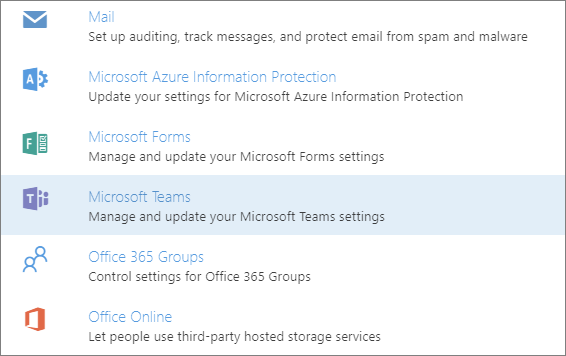 Mail
Set up auditing, track messages, and protect email from spam and malware
A
Microsoft Azure Information Protection
Update your settings for Microsoft Azure Information Protection
F
Microsoft Forms
Manage and update your Microsoft Forms settings
T
Microsoft Teams
Manage and update your Microsoft Teams settings
Office 365 Groups
Control settings for Office 365 Groups
Office Online
Let people use third-party hosted storage services